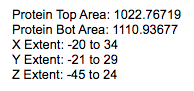 Protein Top Area: 1022.76719
Protein Bot Area: 1110.93677
X Extent: -20 to 34
Y Extent: -21 to 29
Z Extent: -45 to 24